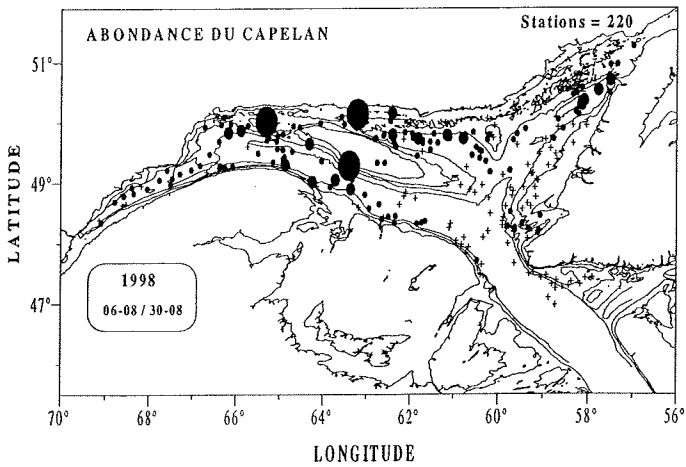 ABONDANCE DU CAPELAN
Stations = 220
51°
49°
47°
LATITUDE
1998
06-08 / 30-08
70° 68° 66° 64° 62° 60° 58° 56°
LONGITUDE